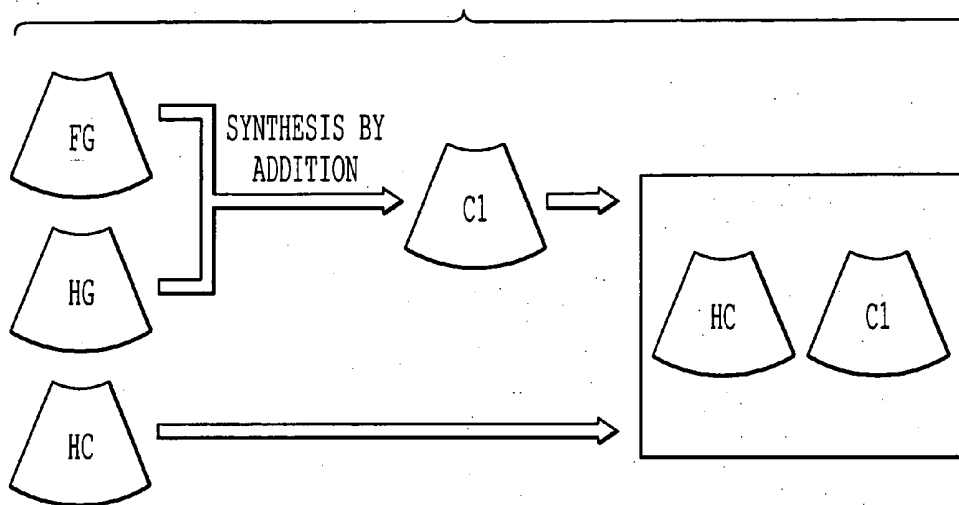 FG
SYNTHESIS BY
ADDITION
C1
HG
HC
C1
HC